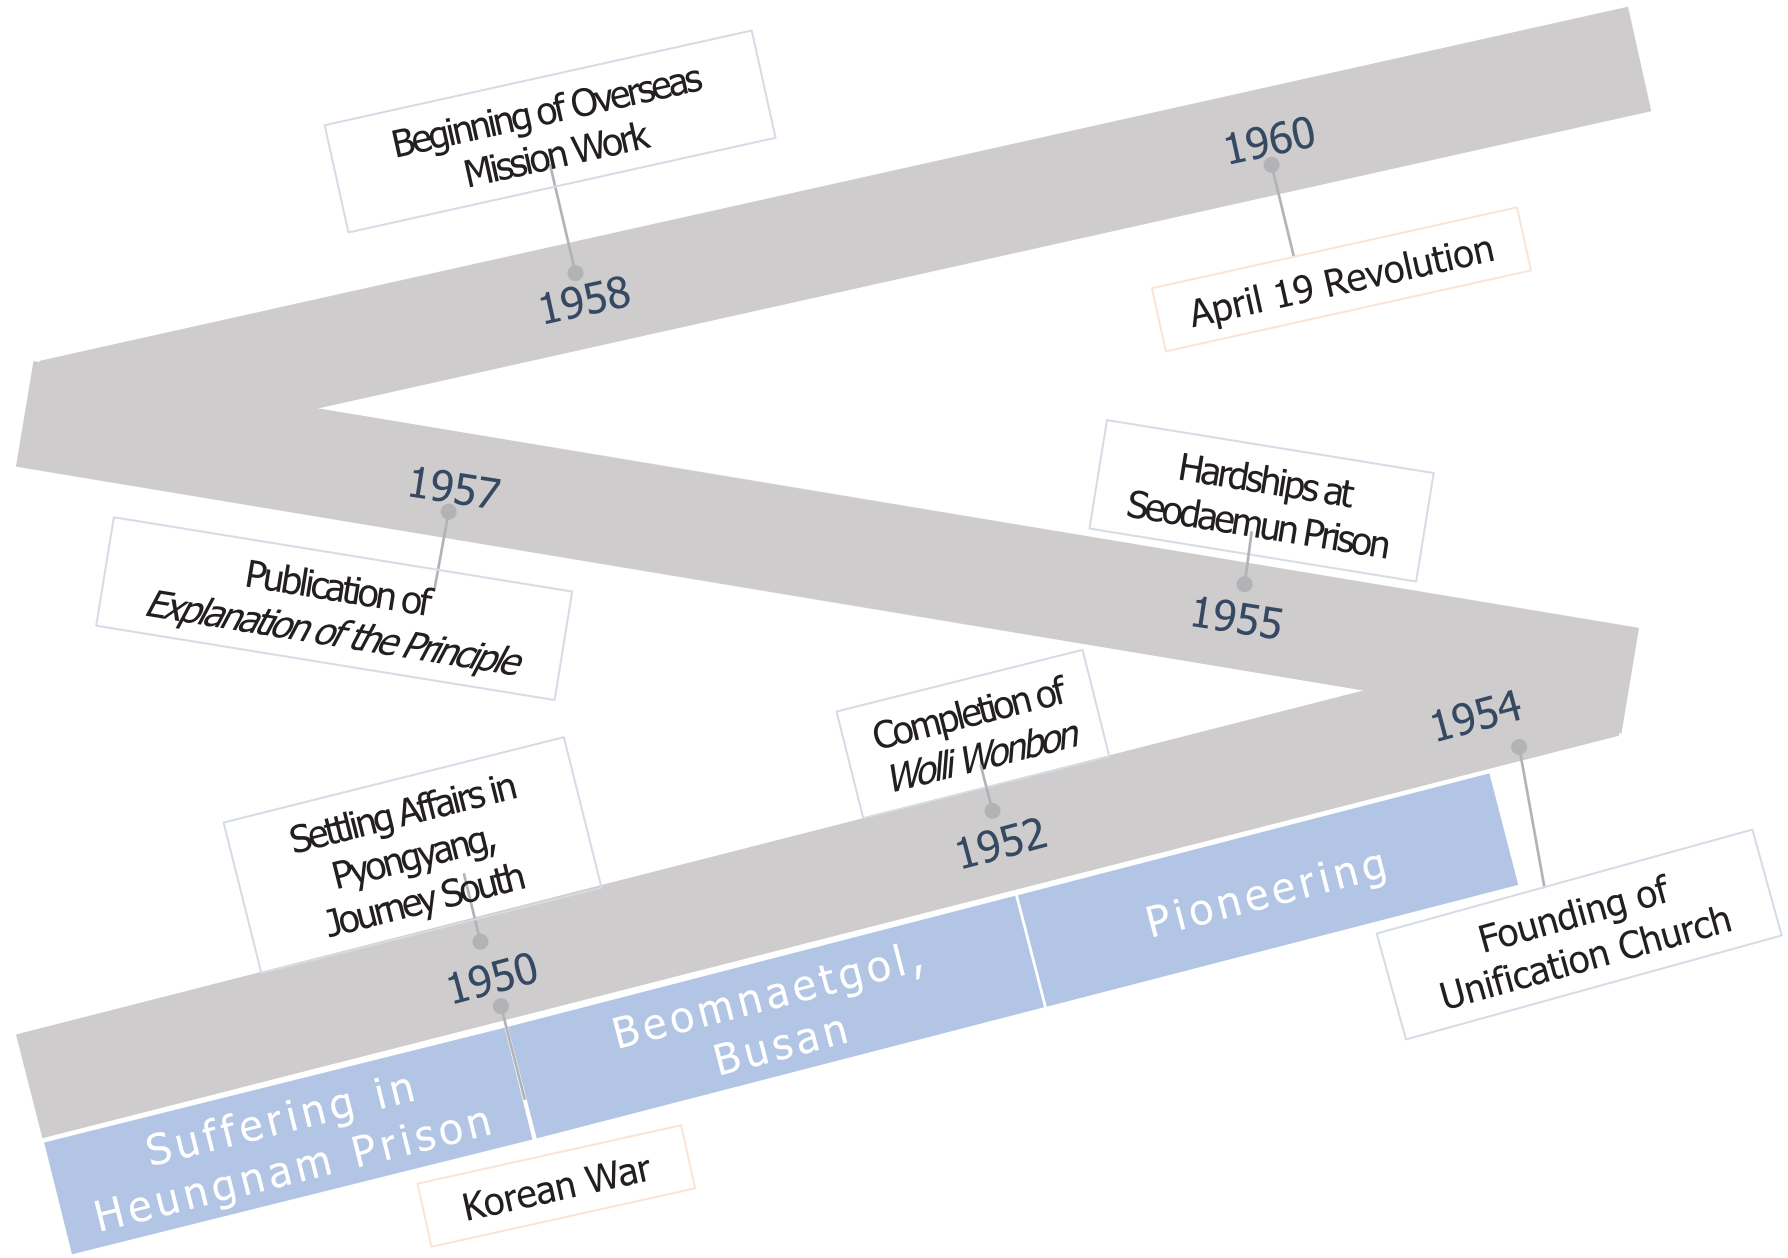 Beginning of Overseas
Mission Work
1960
1958
April 19 Revolution
1957
Hardships at
Seodaemun Prison
Publication of
Explanation of the Principle
1955
Completion of
Wolli Wonbon
1954
Settling Affairs in
Pyongyang,
Journey South
1952
Pioneering
Founding of
Unification Church
1950
Beomnaetgol,
Busan
Suffering in
Heungnam Prison
Korean War